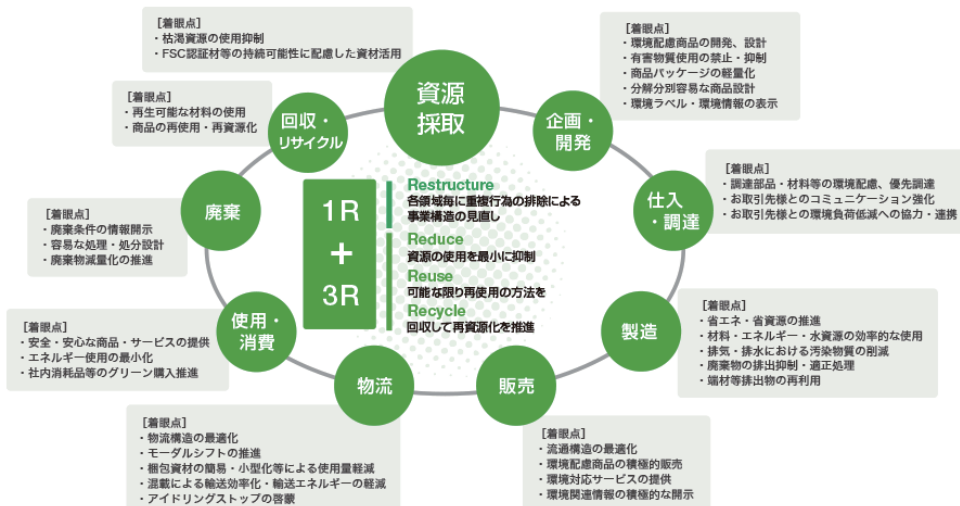 [着眼点]
・枯渇資源の使用抑制
・FSC認証材等の持続可能性に配慮した資材活用
資源
採取
[着眼点]
・環境配慮商品の開発、設計
・有害物質使用の禁止・抑制
・商品パッケージの軽量化
・分解分別容易な商品設計
・環境ラベル・環境情報の表示
企画・
開発
[着眼点]
・調達部品・材料等の環境配慮、優先調達
・お取引先様とのコミュニケーション強化
・お取引先様との環境負荷低減への協力・連携
仕入
・調達
[着眼点]
・省エネ・省資源の推進
・材料・エネルギー・水資源の効率的な使用
・排気・排水における汚染物質の削減
・廃棄物の排出抑制・適正処理
・端材等排出物の再利用
製造
[着眼点]
・流通構造の最適化
・環境配慮商品の積極的販売
・環境対応サービスの提供
・環境関連情報の積極的な開示
販売
[着眼点]
・物流構造の最適化
・モーダルシフトの推進
・梱包資材の簡易・小型化等による使用量軽減
・混載による輸送効率化・輸送エネルギーの軽減
・アイドリングストップの啓蒙
物流
[着眼点]
・安全・安心な商品・サービスの提供
・エネルギー使用の最小化
・社内消耗品等のグリーン購入推進
使用・
消費
[着眼点]
・廃棄条件の情報開示
・容易な処理・処分設計
・廃棄物減量化の推進
廃棄
[着眼点]
・再生可能な材料の使用
・商品の再使用・再資源化
回収・
リサイクル
1R
+
3R
Restructure
各領域毎に重複行為の排除による
事業構造の見直し
Reduce
資源の使用を最小に抑制
Reuse
可能な限り再使用の方法を
Recycle
回収して再資源化を推進